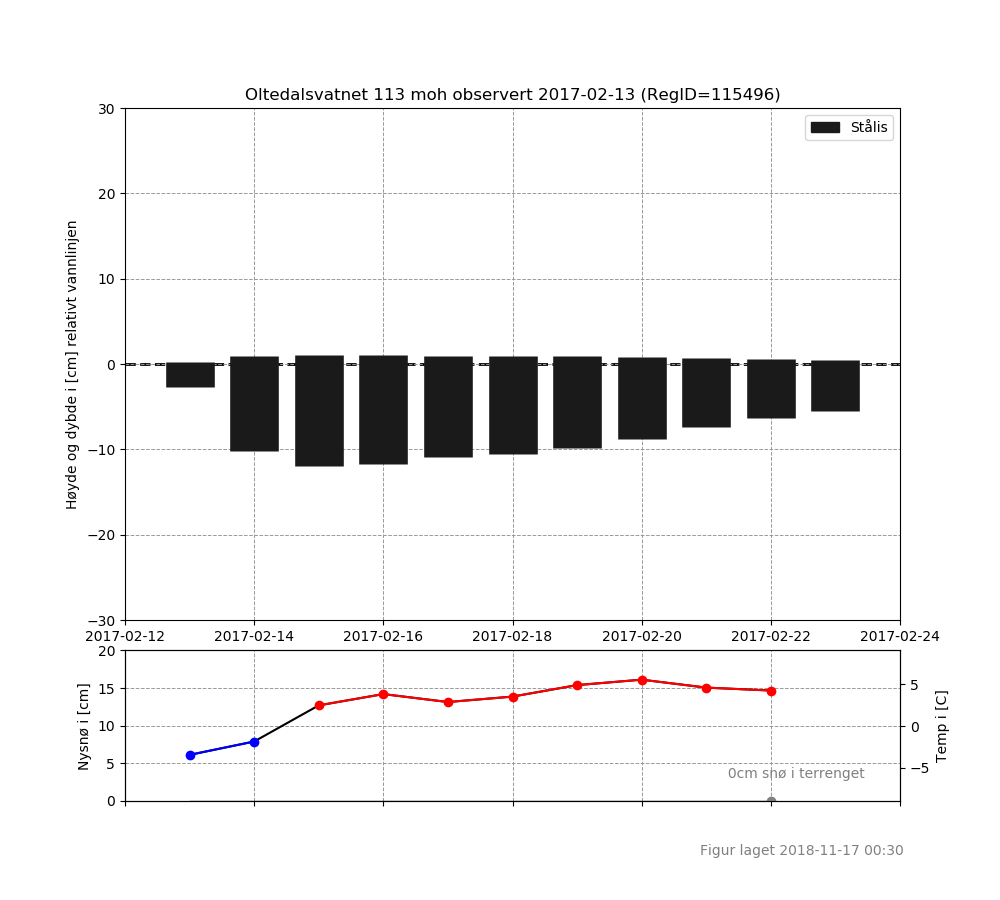 Oltedalsvatnet 113 moh observert 2017-02-13 (RegID=115496)
Stålis
Høyde og dybde i [cm] relativt vannlinjen
30
20
10
0
−10
−20
−30
2017-02-12 2017-02-14 2017-02-16 2017-02-18 2017-02-20 2017-02-22 2017-02-24
Nysnø i [cm]
20
15
10
5
0
5
0
−5
Temp i [C]
0cm snø i terrenget
Figur laget 2018-11-17 00:30